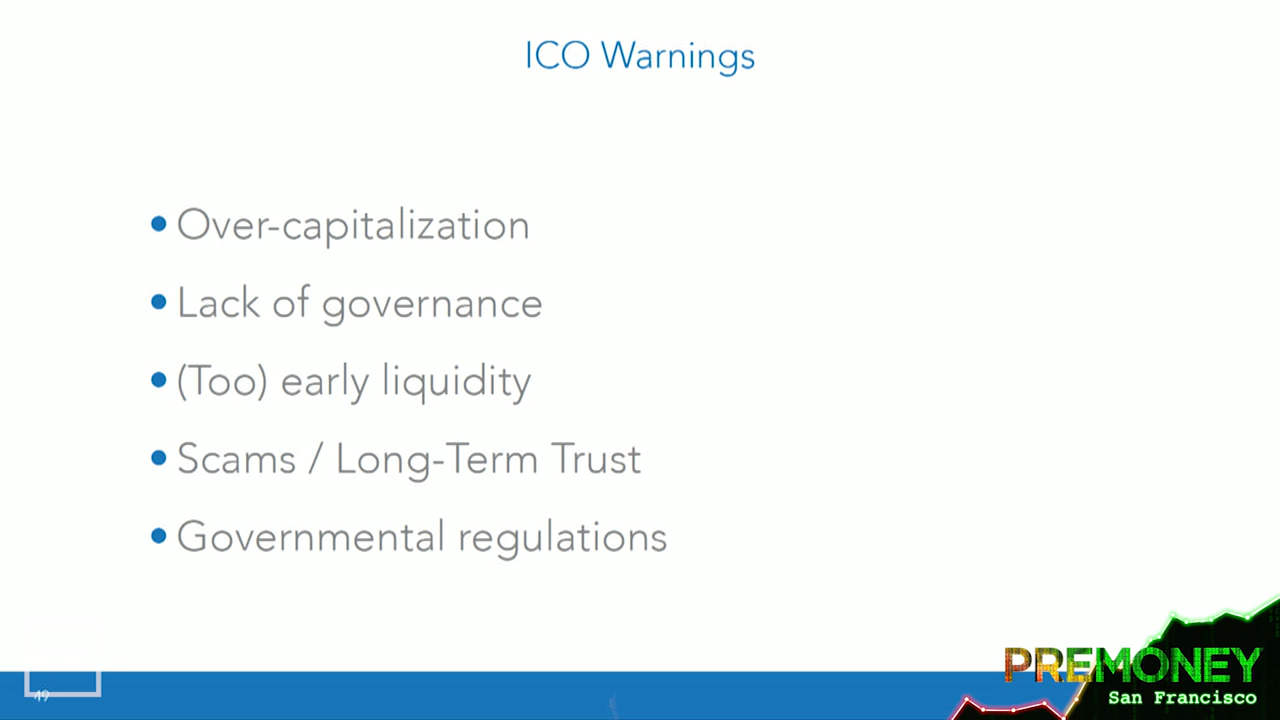 ICO Warnings
• Over-capitalization
• Lack of governance
• (Too) early liquidity
• Scams / Long-Term Trust
• Governmental regulations
49
PREMONEY
San Francisco